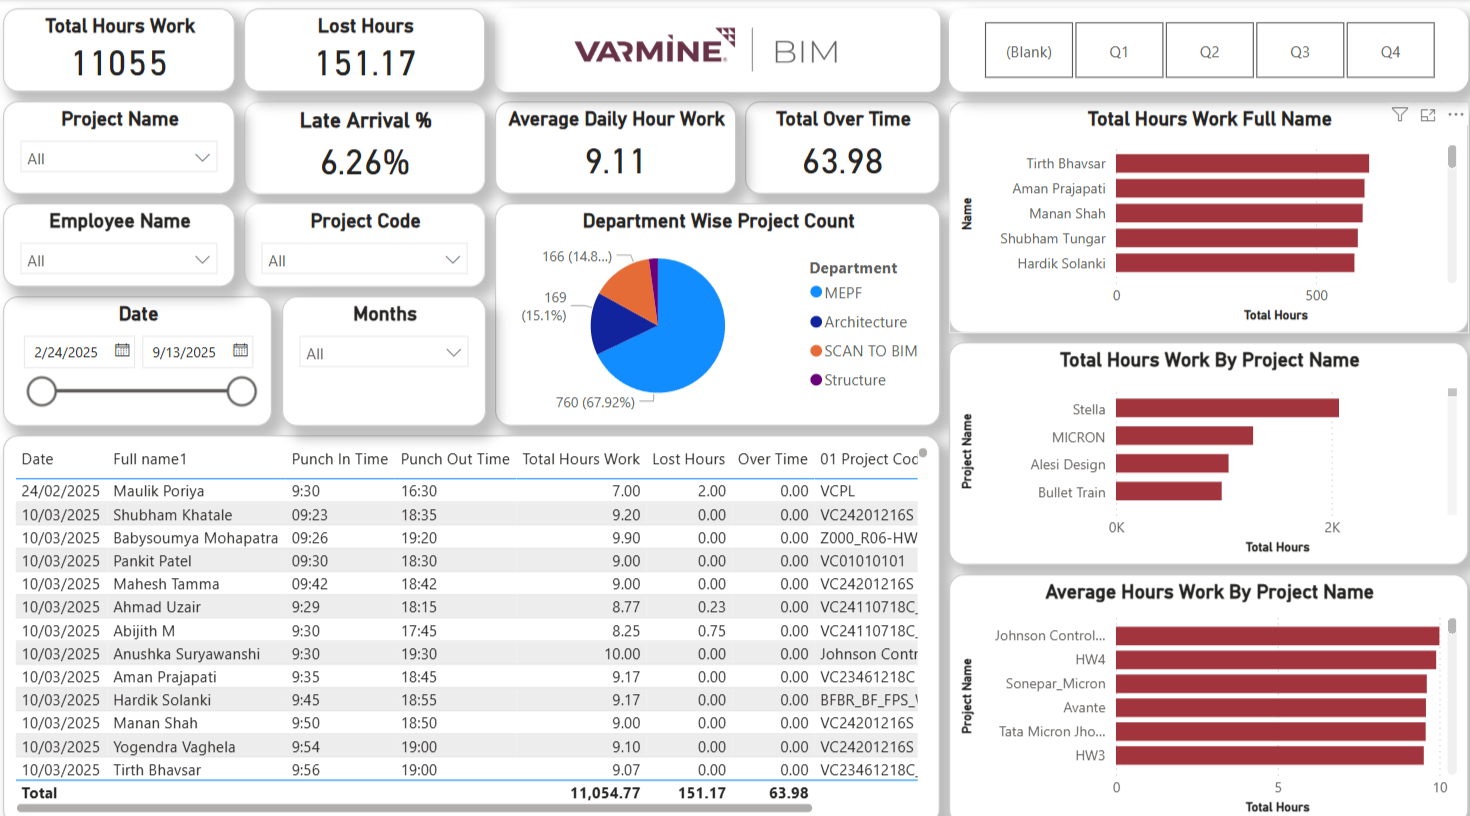 Total Hours Work
11055
Lost Hours
151.17
VARMINE | BIM
(Blank) Q1 Q2 Q3 Q4
Project Name
All
Late Arrival %
6.26%
Average Daily Hour Work
9.11
Total Over Time
63.98
Employee Name
All
Project Code
All
Date
2/24/2025 9/13/2025
Months
All
Department Wise Project Count
166 (14.8...)
169
(15.1%)
760 (67.92%)
Department
MEPF
Architecture
SCAN TO BIM
Structure
Total Hours Work Full Name
Name
Tirth Bhavsar
Aman Prajapati
Manan Shah
Shubham Tungar
Hardik Solanki
0 500
Total Hours
Total Hours Work By Project Name
Project Name
Stella
MICRON
Alesi Design
Bullet Train
0K 2K
Total Hours
Average Hours Work By Project Name
Project Name
Johnson Control...
HW4
Sonepar_Micron
Avante
Tata Micron Jho...
HW3
0 5 10
Total Hours
Date Full name1 Punch In Time Punch Out Time Total Hours Work Lost Hours Over Time 01 Project Cod
24/02/2025 Maulik Poriya 9:30 16:30 7.00 2.00 0.00 VCPL
10/03/2025 Shubham Khatale 09:23 18:35 9.20 0.00 0.00 VC24201216S
10/03/2025 Babysoumya Mohapatra 09:26 19:20 9.90 0.00 0.00 Z000_R06-HW
10/03/2025 Pankit Patel 09:30 18:30 9.00 0.00 0.00 VC01010101
10/03/2025 Mahesh Tamma 09:42 18:42 9.00 0.00 0.00 VC24201216S
10/03/2025 Ahmad Uzair 9:29 18:15 8.77 0.23 0.00 VC24110718C_
10/03/2025 Abijith M 9:30 17:45 8.25 0.75 0.00 VC24110718C_
10/03/2025 Anushka Suryawanshi 9:30 19:30 10.00 0.00 0.00 Johnson Contr
10/03/2025 Aman Prajapati 9:35 18:45 9.17 0.00 0.00 VC23461218C
10/03/2025 Hardik Solanki 9:45 18:55 9.17 0.00 0.00 BFBR_BF_FPS_
10/03/2025 Manan Shah 9:50 18:50 9.00 0.00 0.00 VC24201216S
10/03/2025 Yogendra Vaghela 9:54 19:00 9.10 0.00 0.00 VC24201216S
10/03/2025 Tirth Bhavsar 9:56 19:00 9.07 0.00 0.00 VC23461218C_
Total 11,054.77 151.17 63.98